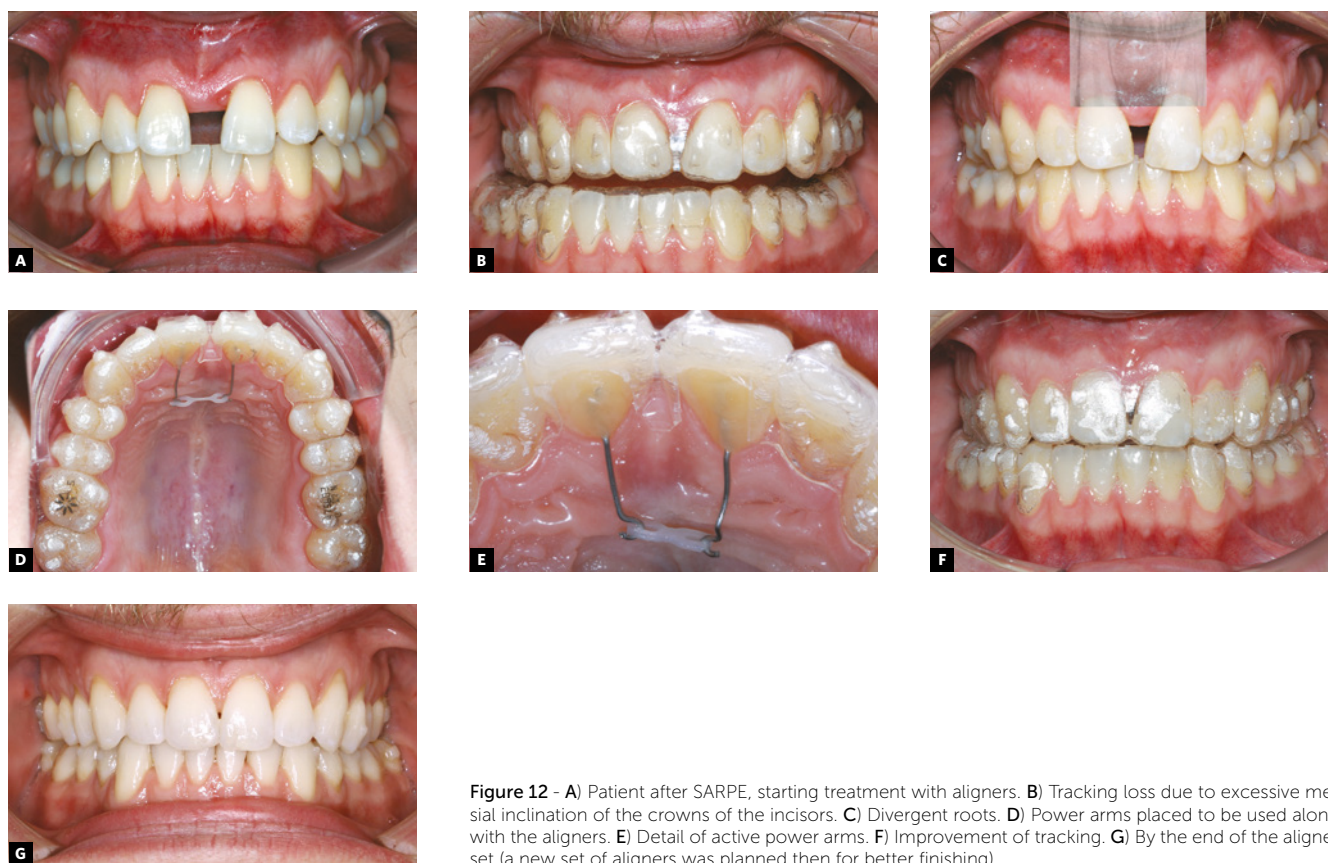 A
B
C
D
E
F
G
Figure 12 - A) Patient after SARPE, starting treatment with aligners. B) Tracking loss due to excessive me-
sial inclination of the crowns of the incisors. C) Divergent roots. D) Power arms placed to be used along
with the aligners. E) Detail of active power arms. F) Improvement of tracking. G) By the end of the aligner
set (a new set of aligners was planned then for better finishing).